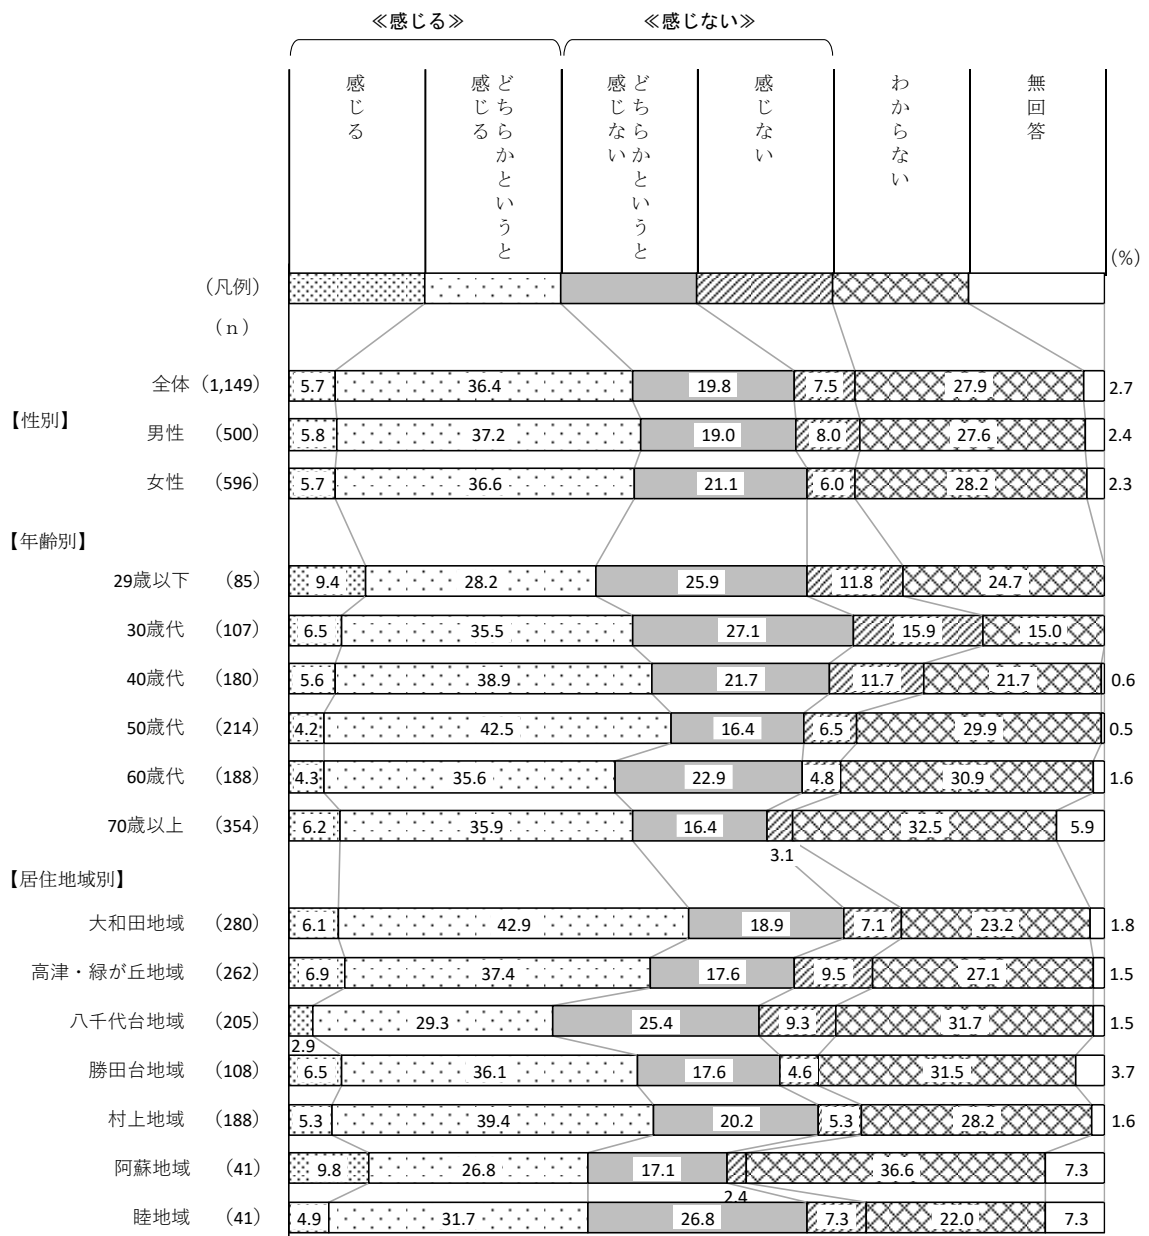 ≪感じる≫ ≪感じない≫
感じる
どちらかというと
感じる
どちらかというと
感じない
感じない
わからない
無回答
(%)
(凡例)
(n)
全体 (1,149) 5.7 36.4 19.8 7.5 27.9 2.7
【性別】
男性 (500) 5.8 37.2 19.0 8.0 27.6 2.4
女性 (596) 5.7 36.6 21.1 6.0 28.2 2.3
【年齢別】
29歳以下 (85) 9.4 28.2 25.9 11.8 24.7
30歳代 (107) 6.5 35.5 27.1 15.9 15.0
40歳代 (180) 5.6 38.9 21.7 11.7 21.7 0.6
50歳代 (214) 4.2 42.5 16.4 6.5 29.9 0.5
60歳代 (188) 4.3 35.6 22.9 4.8 30.9 1.6
70歳以上 (354) 6.2 35.9 16.4 32.5 5.9
3.1
【居住地域別】
大和田地域 (280) 6.1 42.9 18.9 7.1 23.2 1.8
高津・緑が丘地域 (262) 6.9 37.4 17.6 9.5 27.1 1.5
八千代台地域 (205) 29.3 25.4 9.3 31.7 1.5
2.9
勝田台地域 (108) 6.5 36.1 17.6 4.6 31.5 3.7
村上地域 (188) 5.3 39.4 20.2 5.3 28.2 1.6
阿蘇地域 (41) 9.8 26.8 17.1 36.6 7.3
2.4
睦地域 (41) 4.9 31.7 26.8 7.3 22.0 7.3